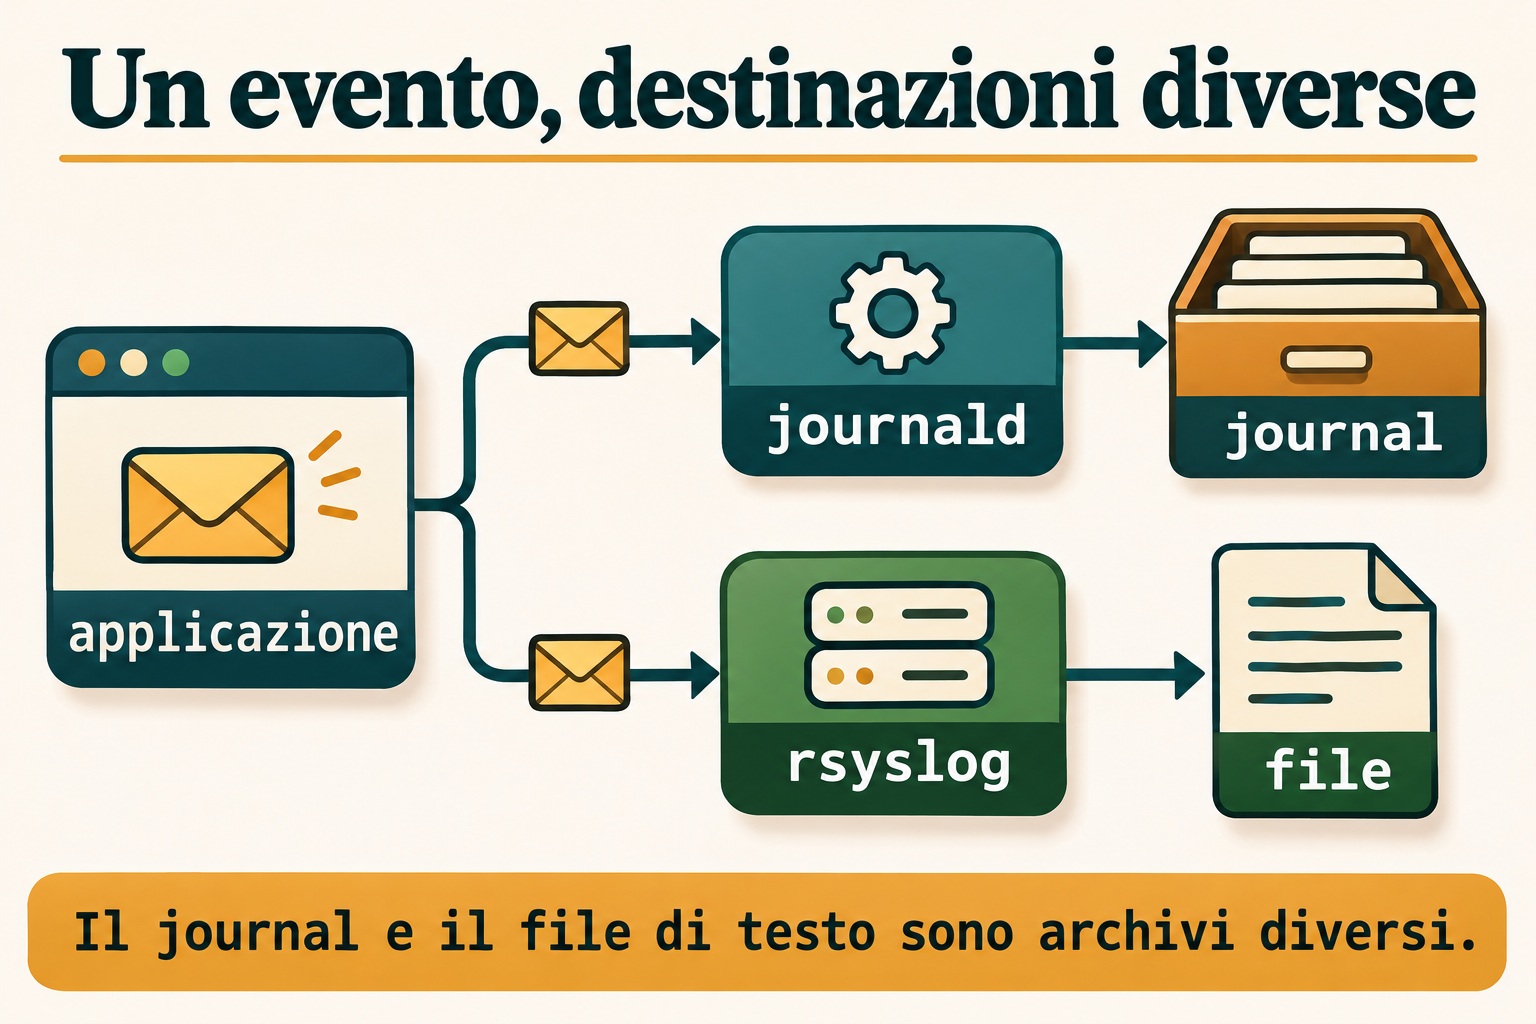 Un evento, destinazioni diverse
applicazione
journald
journal
rsyslog
file
Il journal e il file di testo sono archivi diversi.